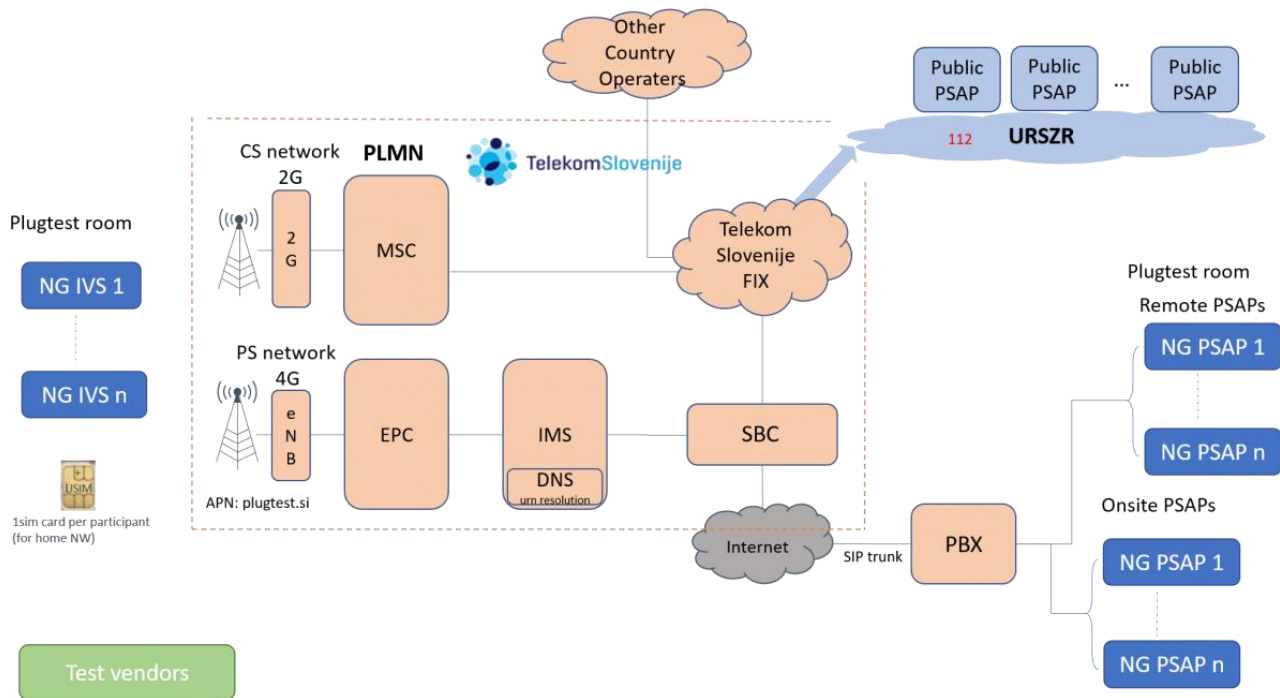 Other
Country
Operaters
Public
PSAP
Public
PSAP
...
Public
PSAP
112
URSZR
CS network
2G
PLMN
TelekomSlovenije
2
G
MSC
Telekom
Slovenije
FIX
Plugtest room
NG IVS 1
NG IVS n
USIM
1sim card per participant
(for home NW)
PS network
4G
e
N
B
EPC
IMS
DNS
urn resolution
SBC
APN: plugtest.si
Internet
SIP trunk
PBX
Plugtest room
Remote PSAPs
NG PSAP 1
NG PSAP n
Onsite PSAPs
NG PSAP 1
NG PSAP n
Test vendors